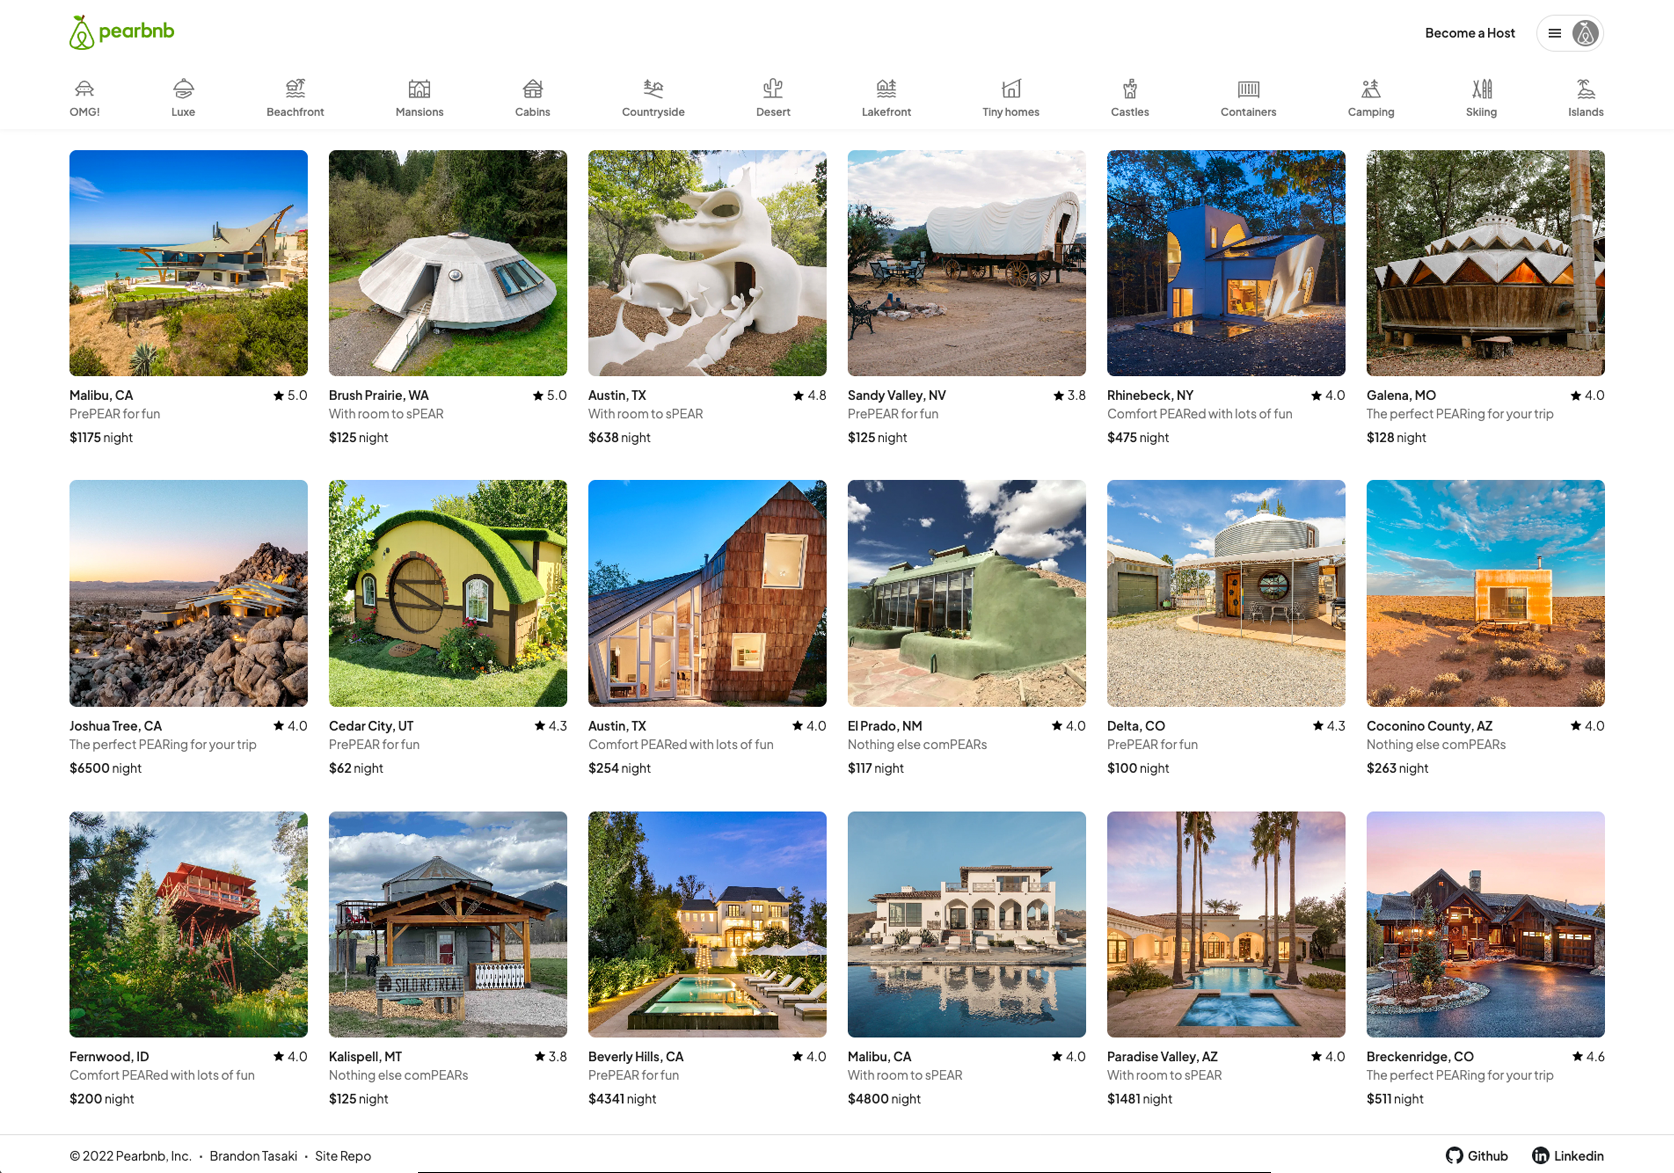 pearbnb
Become a Host
OMG!
Luxe
Beachfront
Mansions
Cabins
Countryside
Desert
Lakefront
Tiny homes
Castles
Containers
Camping
Skiing
Islands
Malibu, CA ★ 5.0
PrePEAR for fun
$1175 night
Brush Prairie, WA ★ 5.0
With room to sPEAR
$125 night
Austin, TX ★ 4.8
With room to sPEAR
$638 night
Sandy Valley, NV ★ 3.8
PrePEAR for fun
$125 night
Rhinebeck, NY ★ 4.0
Comfort PEARed with lots of fun
$475 night
Galena, MO ★ 4.0
The perfect PEARing for your trip
$128 night
Joshua Tree, CA ★ 4.0
The perfect PEARing for your trip
$6500 night
Cedar City, UT ★ 4.3
PrePEAR for fun
$62 night
Austin, TX ★ 4.0
Comfort PEARed with lots of fun
$254 night
El Prado, NM ★ 4.0
Nothing else comPEARs
$117 night
Delta, CO ★ 4.3
PrePEAR for fun
$100 night
Coconino County, AZ ★ 4.0
Nothing else comPEARs
$263 night
Fernwood, ID ★ 4.0
Comfort PEARed with lots of fun
$200 night
Kalispell, MT ★ 3.8
Nothing else comPEARs
$125 night
Beverly Hills, CA ★ 4.0
PrePEAR for fun
$4341 night
Malibu, CA ★ 4.0
With room to sPEAR
$4800 night
Paradise Valley, AZ ★ 4.0
With room to sPEAR
$1481 night
Breckenridge, CO ★ 4.6
The perfect PEARing for your trip
$511 night
© 2022 Pearbnb, Inc. · Brandon Tasaki · Site Repo
Github
Linkedin